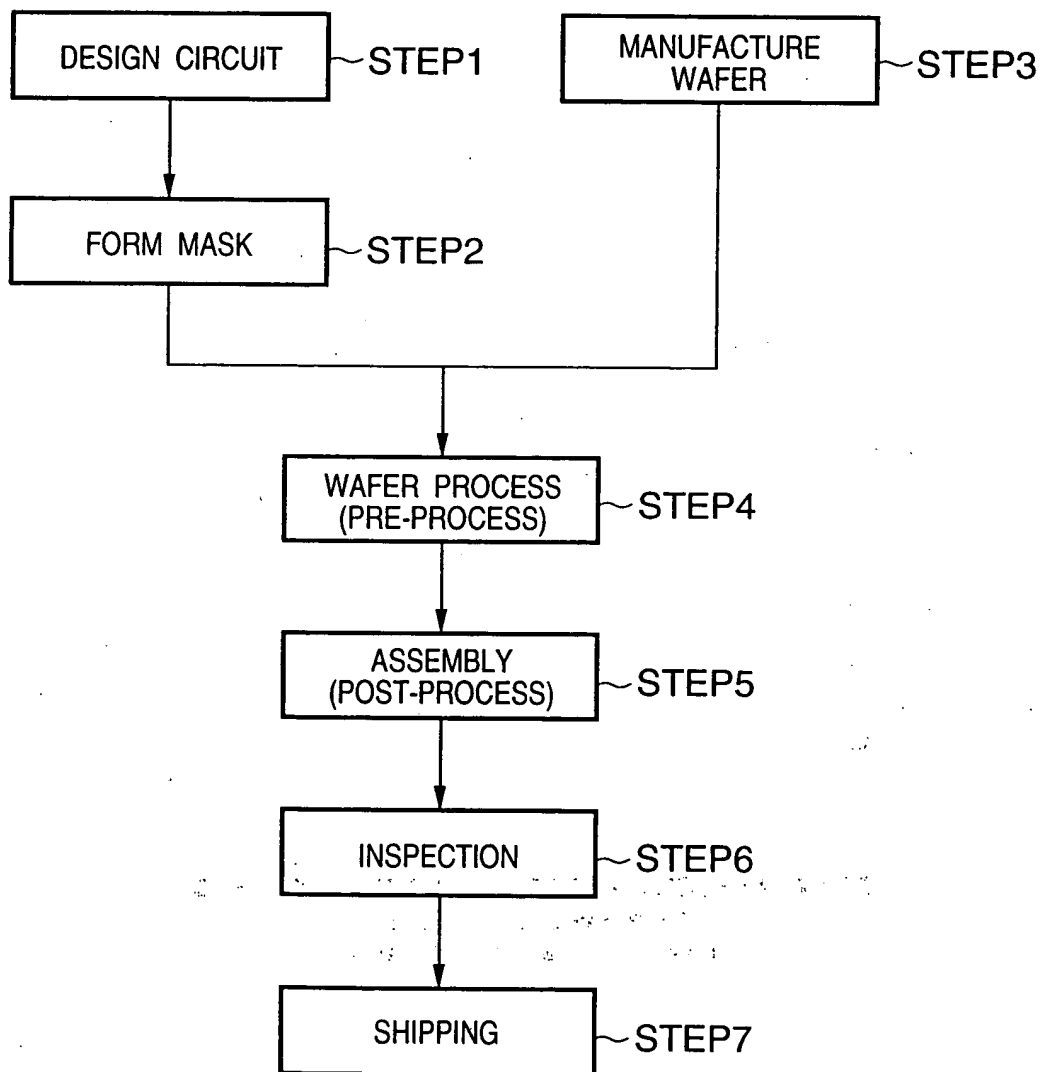 DESIGN CIRCUIT
STEP1
MANUFACTURE
WAFER
STEP3
FORM MASK
STEP2
WAFER PROCESS
(PRE-PROCESS)
STEP4
ASSEMBLY
(POST-PROCESS)
STEP5
INSPECTION
STEP6
SHIPPING
STEP7